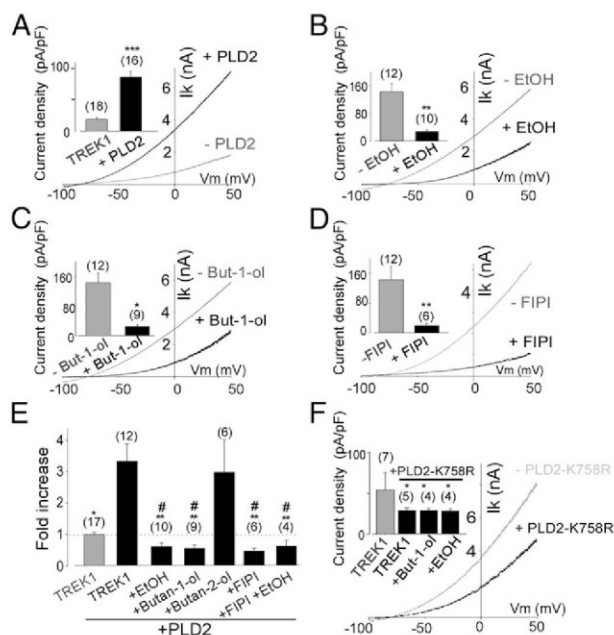 A
Current density (pA/pF)
100
0
***
(16)
(18)
TREK1
+ PLD2
Ik (nA)
6
4
2
+ PLD2
- PLD2
-100
-50
0
Vm (mV)
50
B
Current density (pA/pF)
160
80
0
(12)
**
(10)
- EtOH
+ EtOH
Ik (nA)
6
4
2
- EtOH
+ EtOH
-100
-50
0
Vm (mV)
50
C
Current density (pA/pF)
160
80
0
(12)
*
(9)
- But-1-ol
+ But-1-ol
Ik (nA)
6
4
2
- But-1-ol
+ But-1-ol
-100
-50
0
Vm (mV)
50
D
Current density (pA/pF)
160
80
0
(12)
**
(6)
-FIPI
+ FIPI
Ik (nA)
4
- FIPI
+ FIPI
-100
-50
0
Vm (mV)
50
E
Fold increase
4
3
2
1
0
*
(17)
(12)
#
**
(10)
#
**
(9)
(6)
#
**
(6)
#
**
(4)
TREK1
TREK1
+EtOH
+Butan-1-ol
+Butan-2-ol
+FIPI
+FIPI +EtOH
+PLD2
F
Current density (pA/pF)
80
40
0
(7)
+PLD2-K758R
*
(5)
*
(4)
*
(4)
TREK1
TREK1
+But-1-ol
+EtOH
Ik (nA)
8
6
4
2
- PLD2-K758R
+ PLD2-K758R
-100
-50
0
Vm (mV)
50